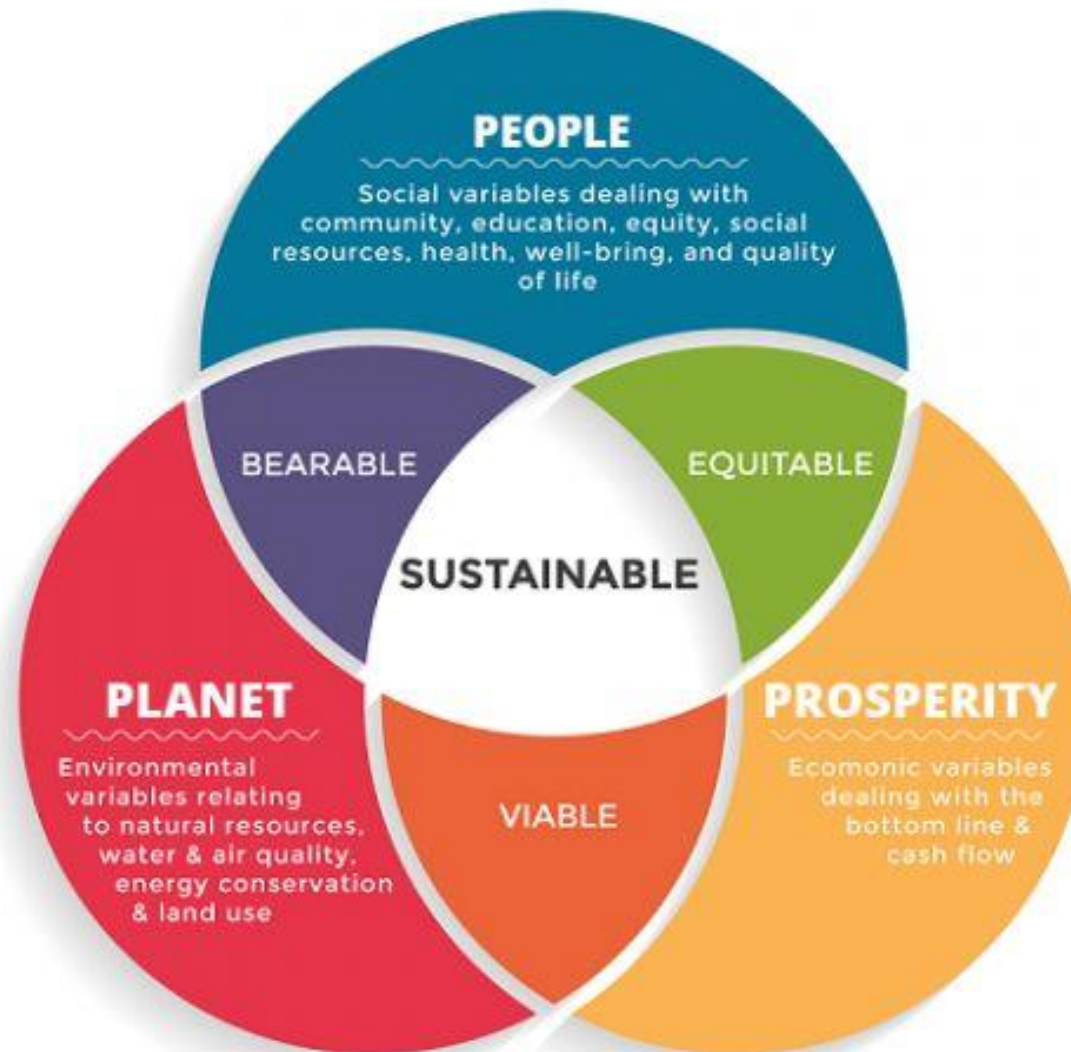 PEOPLE
Social variables dealing with
community, education, equity, social
resources, health, well-bring, and quality
of life
BEARABLE
EQUITABLE
SUSTAINABLE
PLANET
Environmental
variables relating
to natural resources,
water & air quality,
energy conservation
& land use
VIABLE
PROSPERITY
Ecomonic variables
dealing with the
bottom line &
cash flow